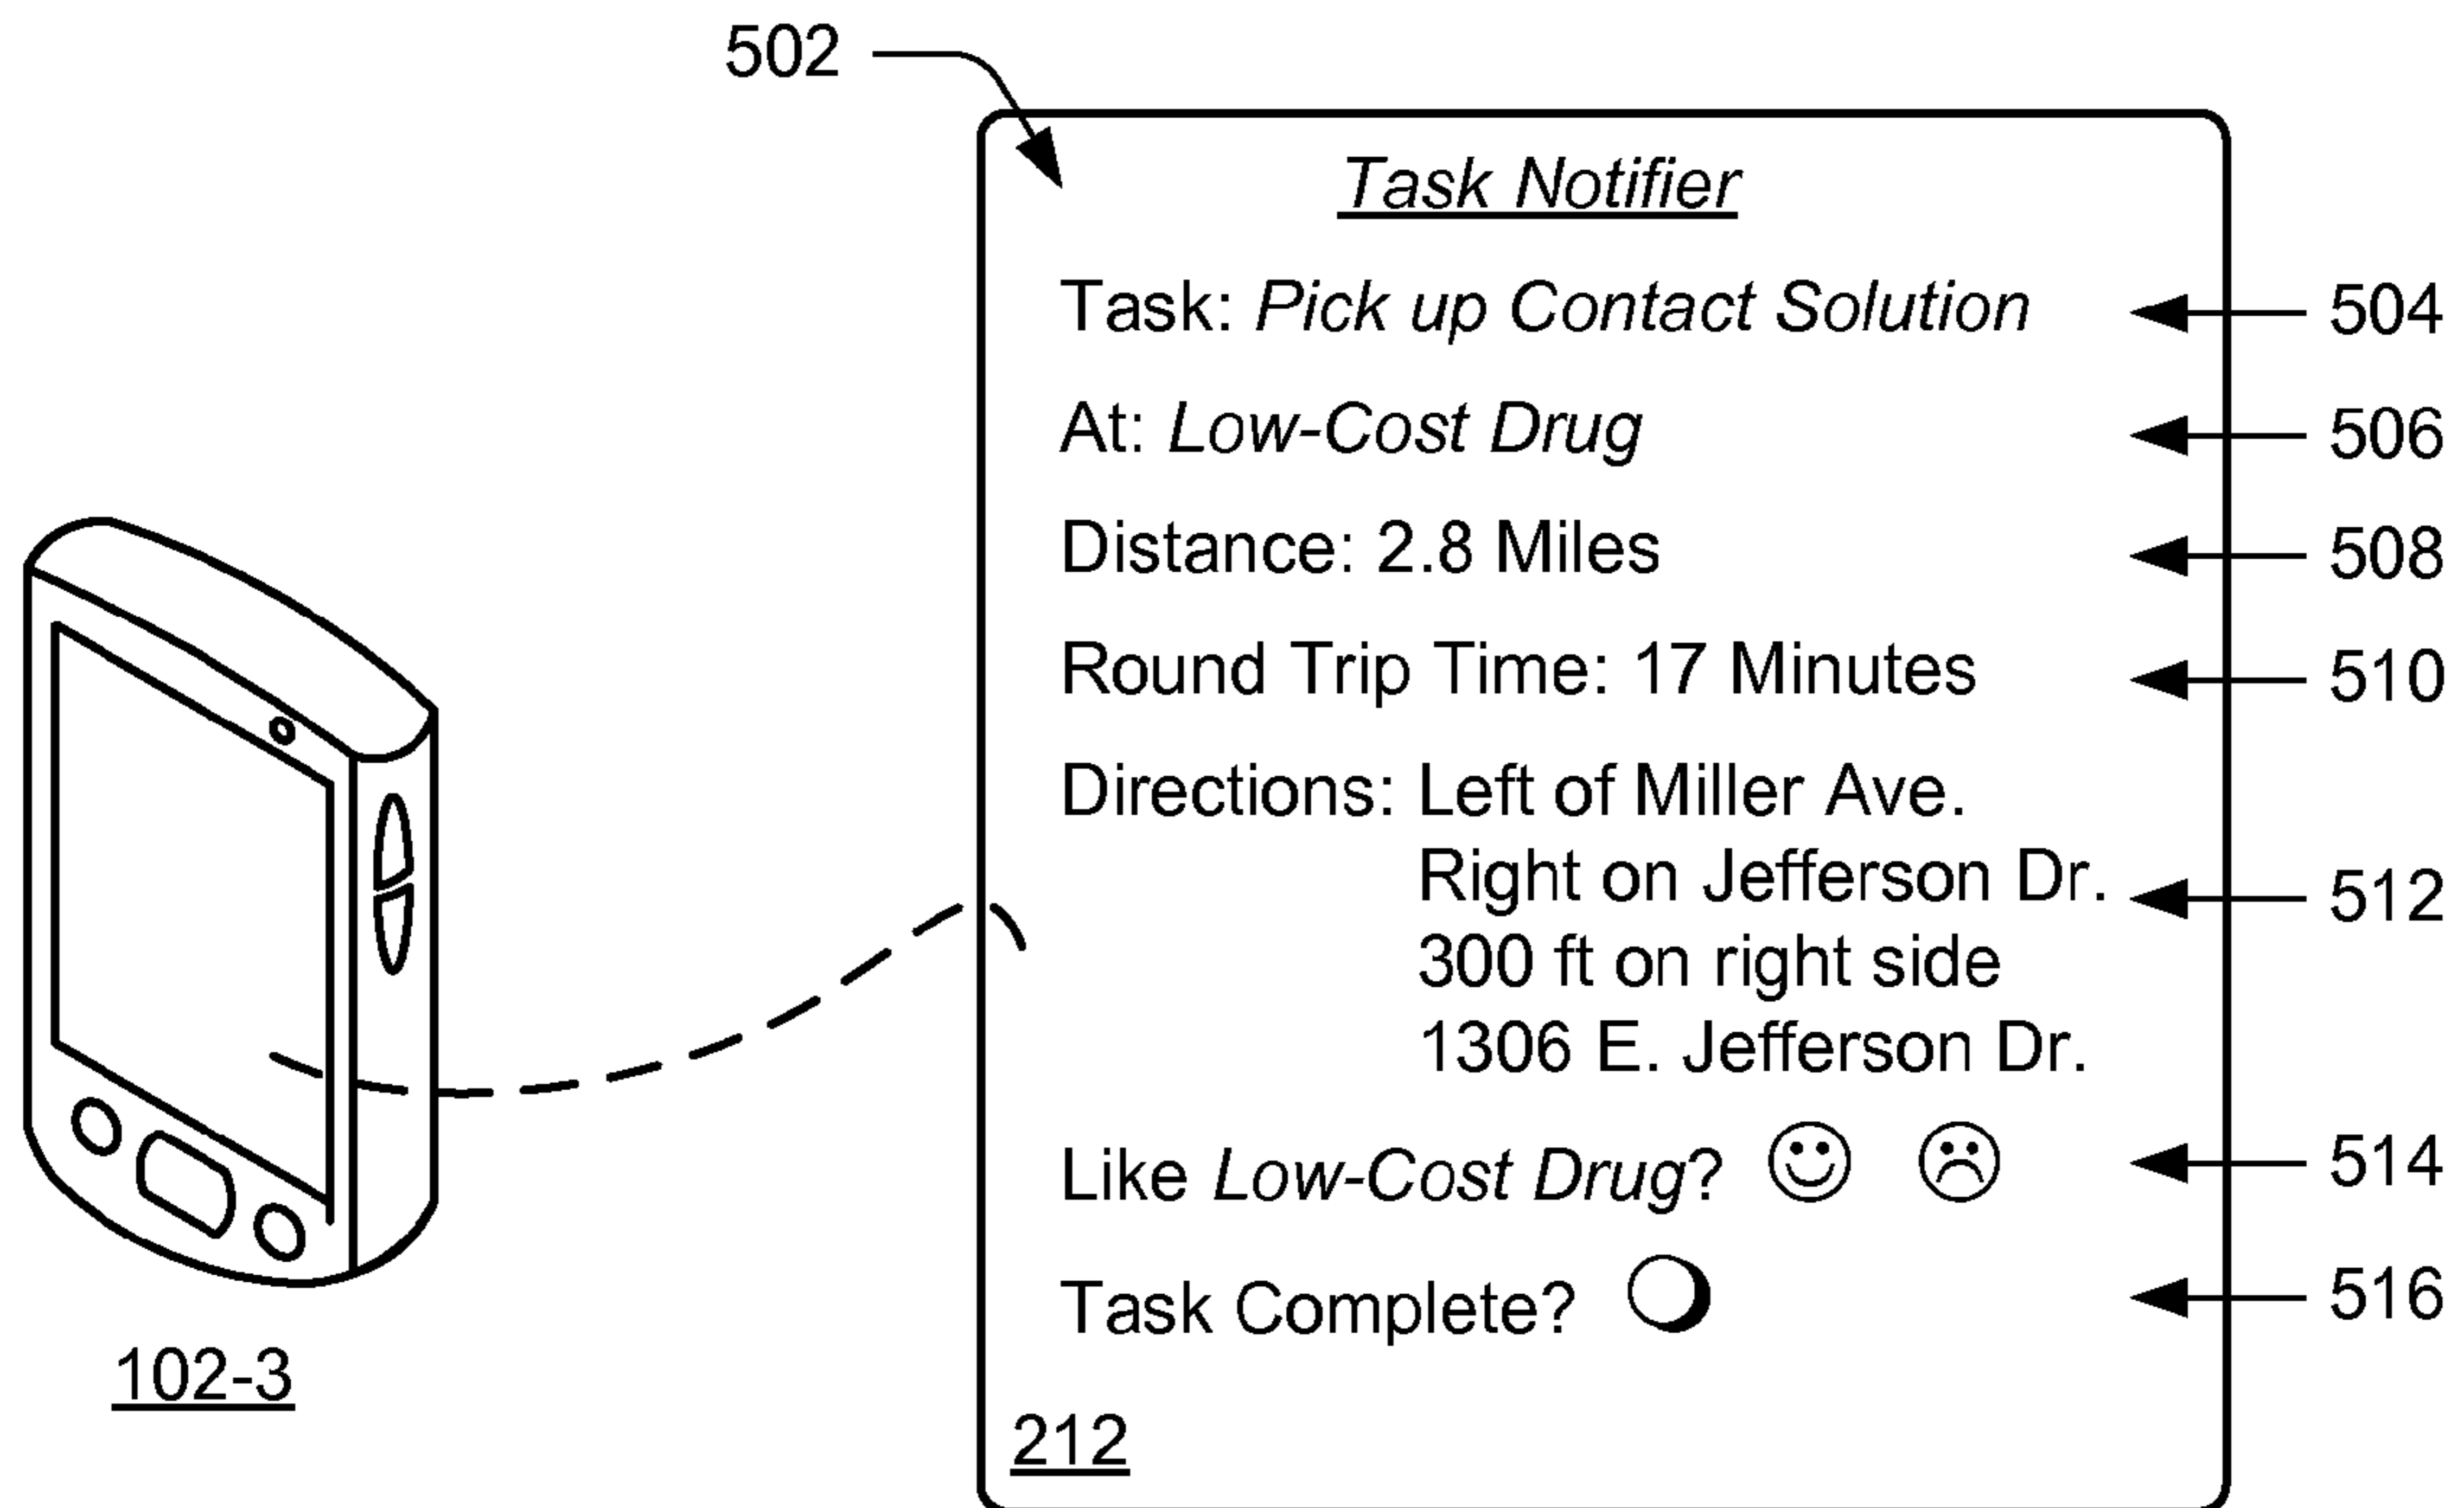 502
Task Notifier
Task: Pick up Contact Solution
504
At: Low-Cost Drug
506
Distance: 2.8 Miles
508
Round Trip Time: 17 Minutes
510
Directions: Left of Miller Ave.
Right on Jefferson Dr.
512
300 ft on right side
1306 E. Jefferson Dr.
Like Low-Cost Drug?
514
Task Complete?
516
102-3
212